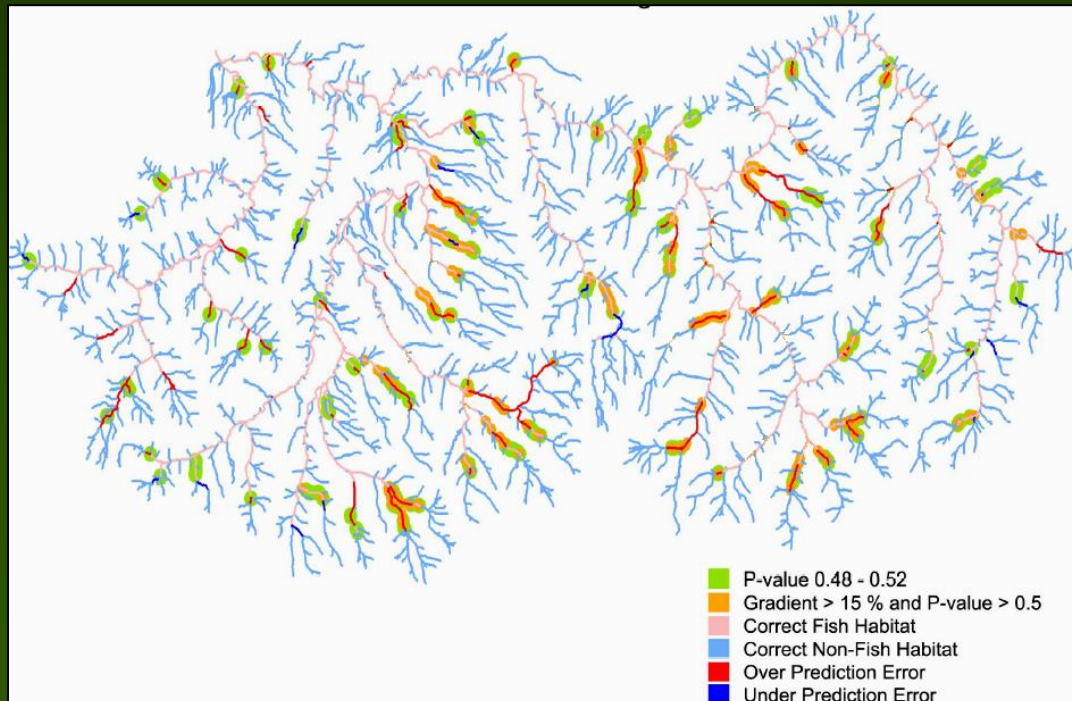 P-value 0.48 - 0.52
Gradient > 15 % and P-value > 0.5
Correct Fish Habitat
Correct Non-Fish Habitat
Over Prediction Error
Under Prediction Error